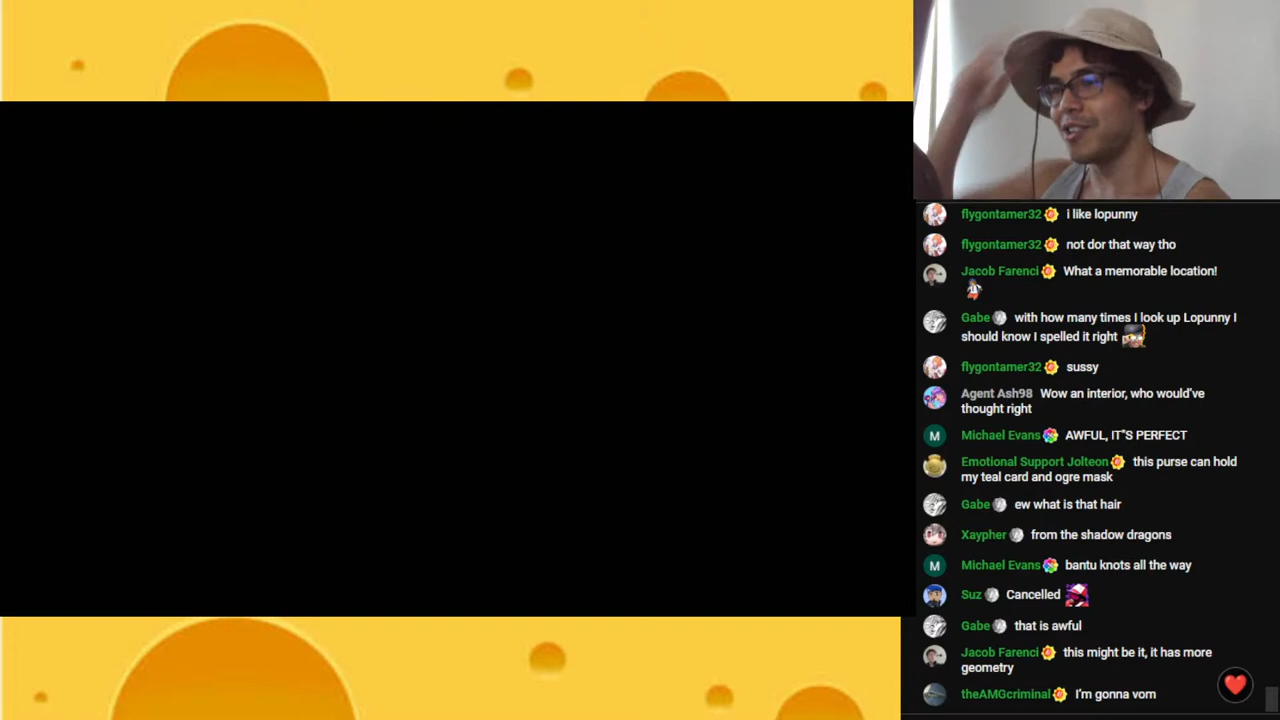 flygontamer32 i like lopunny
flygontamer32 not dor that way tho
Jacob Farenci What a memorable location!
Gabe with how many times I look up Lopunny I
should know I spelled it right
flygontamer32 sussy
Agent Ash98 Wow an interior, who would've
thought right
M Michael Evans AWFUL, IT"S PERFECT
Emotional Support Jolteon this purse can hold
my teal card and ogre mask
Gabe ew what is that hair
Xaypher from the shadow dragons
M Michael Evans bantu knots all the way
Suz Cancelled
Gabe that is awful
Jacob Farenci this might be it, it has more
geometry
theAMGcriminal I'm gonna vom